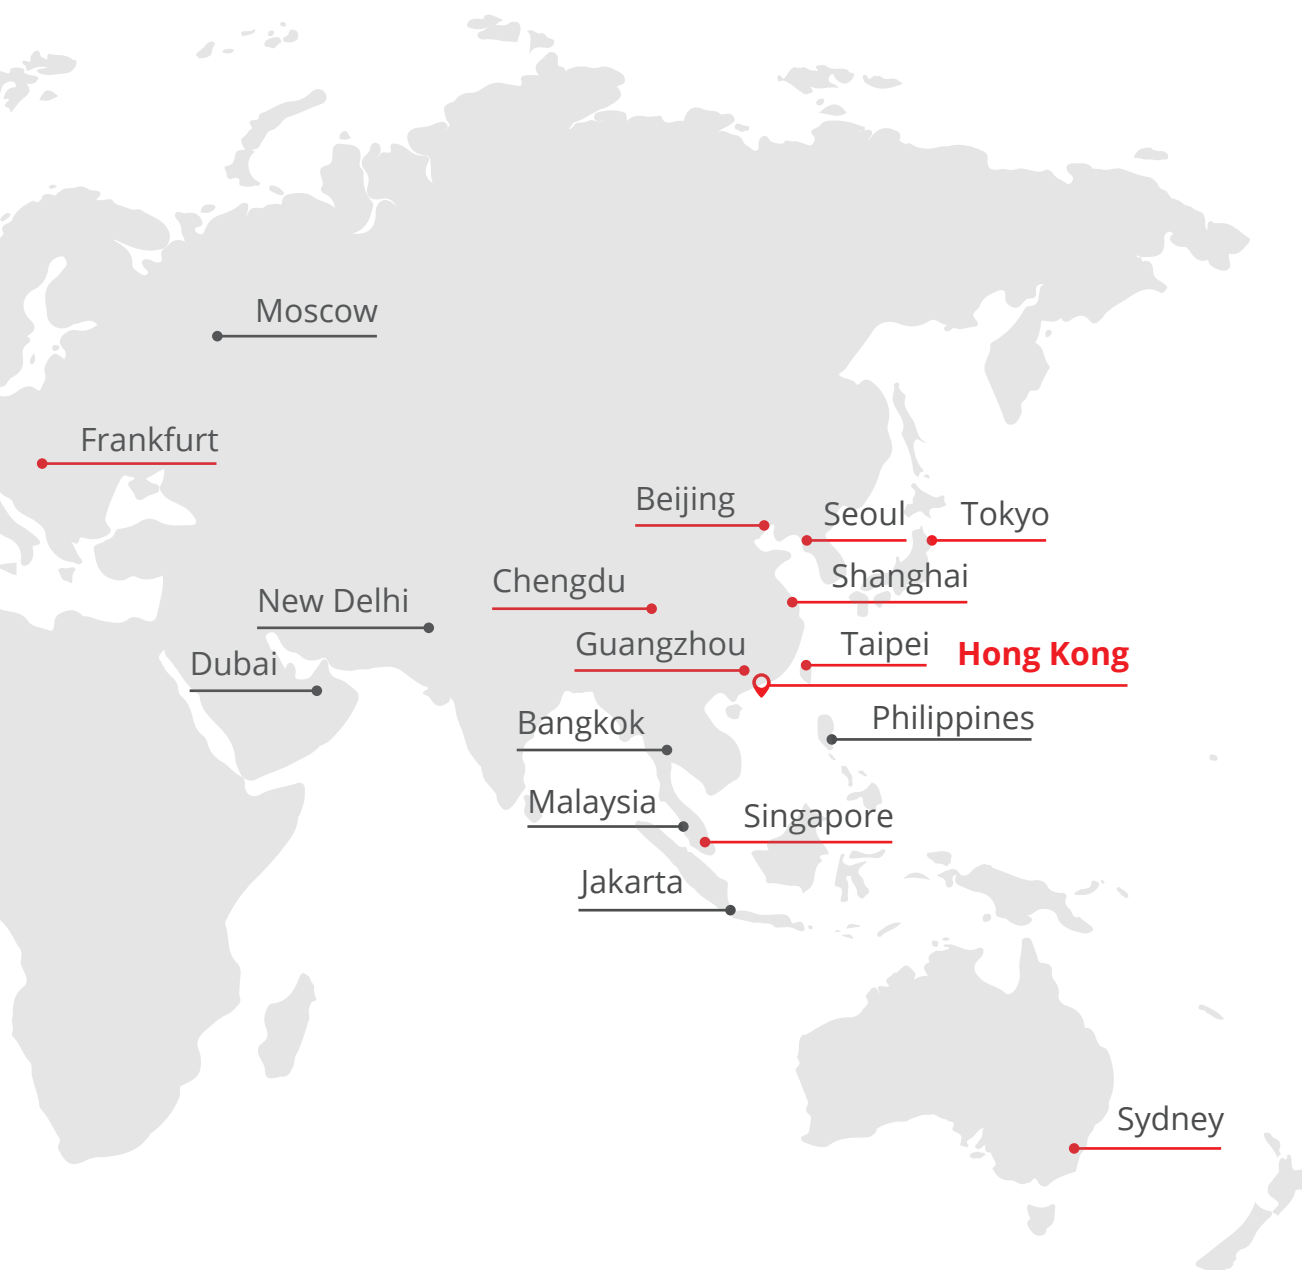 Moscow
Frankfurt
Beijing
Seoul
Tokyo
Chengdu
Shanghai
New Delhi
Guangzhou
Taipei
Hong Kong
Dubai
Bangkok
Philippines
Malaysia
Singapore
Jakarta
Sydney